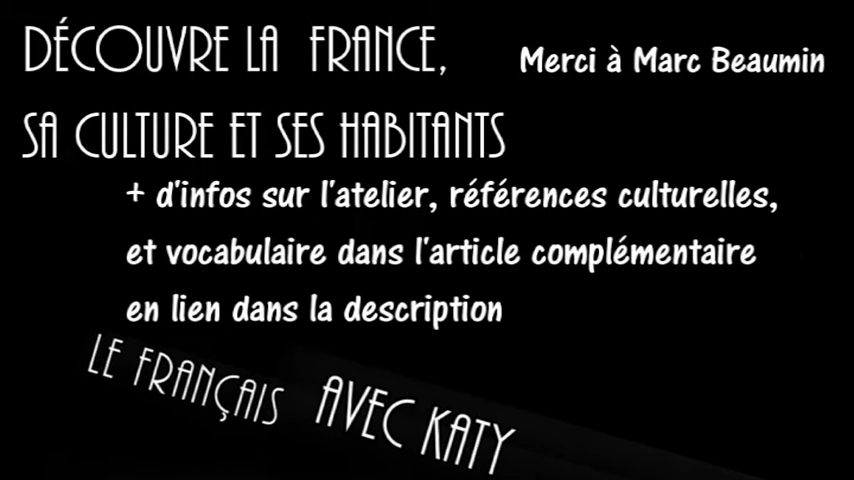 DÉCOUVRE LA FRANCE,
Merci à Marc Beaumin
SA CULTURE ET SES HABITANTS
+ d'infos sur l'atelier, références culturelles,
et vocabulaire dans l'article complémentaire
en lien dans la description
LE FRANÇAIS AVEC KATY